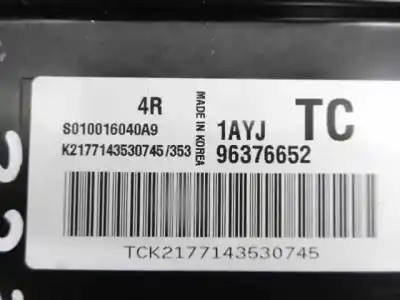 4R
S010016040A9
K2177143530745/353
MADE IN KOREA
1AYJ TC
96376652
TCK2177143530745